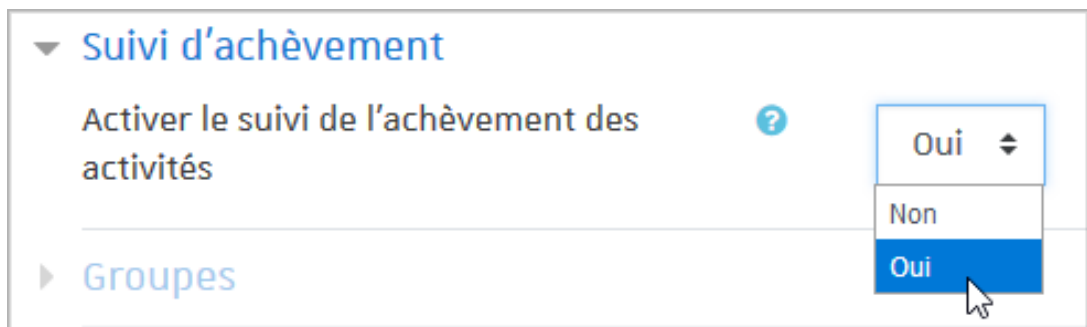 Suivi d’achèvement
Activer le suivi de l’achèvement des
activités
?
Oui
Non
Oui
Groupes